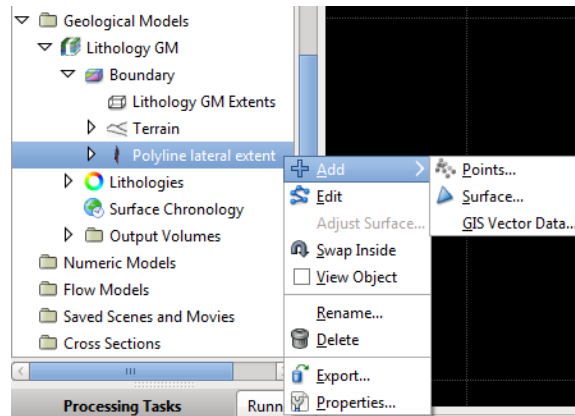 Geological Models
Lithology GM
Boundary
Lithology GM Extents
Terrain
Polyline lateral extent
Lithologies
Surface Chronology
Output Volumes
Numeric Models
Flow Models
Saved Scenes and Movies
Cross Sections
Processing Tasks
Runn
Add
Edit
Adjust Surface...
Swap Inside
View Object
Rename...
Delete
Export...
Properties...
Points...
Surface...
GIS Vector Data...